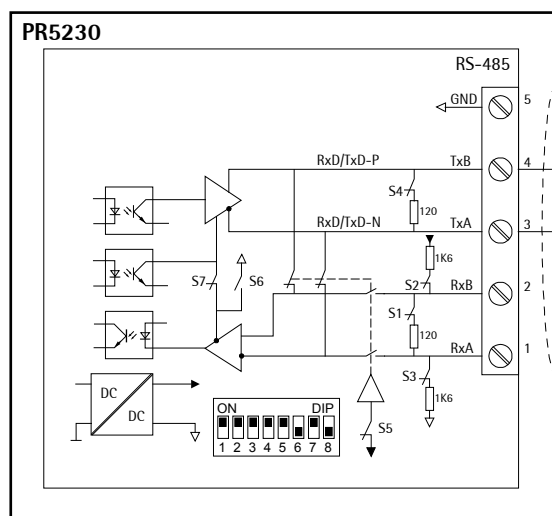 PR5230
RS-485
GND 5
RxD/TxD-P TxB 4
S4
120
RxD/TxD-N TxA 3
1K6
S7 S6 S2 RxB 2
S1
120
RxA 1
S3
DC
DC
1K6
ON DIP
S5
1 2 3 4 5 6 7 8